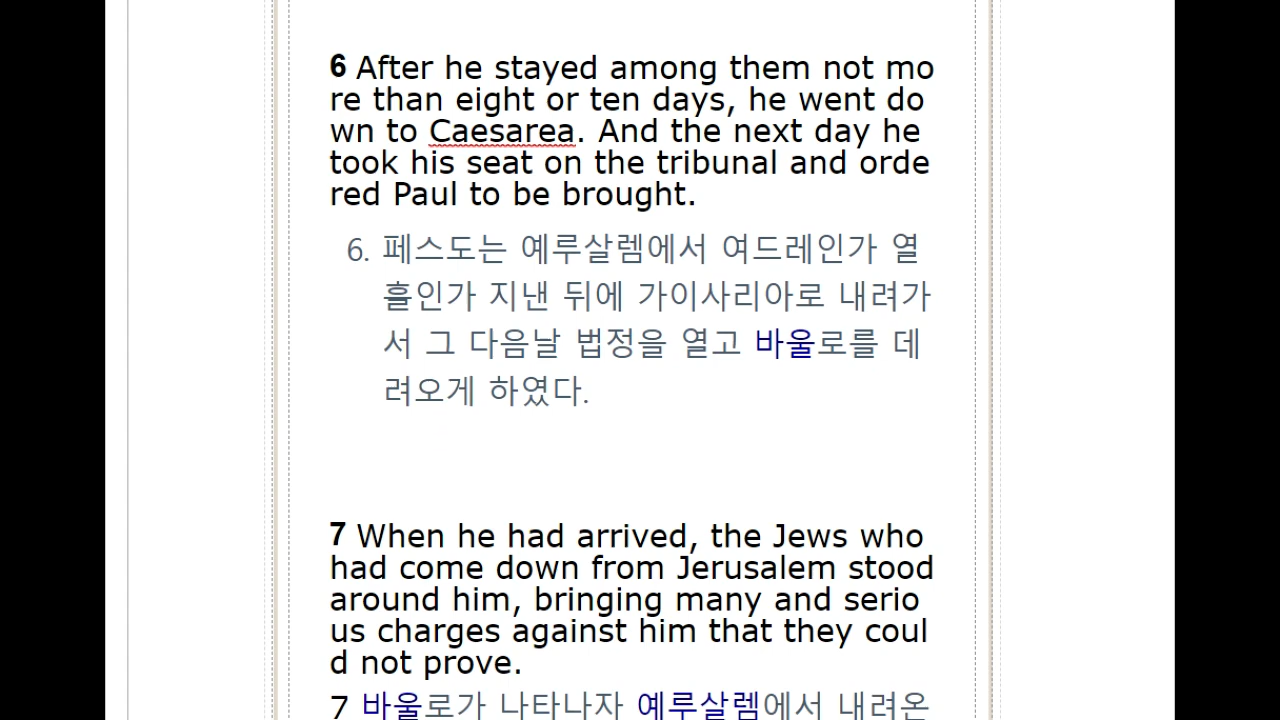 6 After he stayed among them not mo
re than eight or ten days, he went do
wn to Caesarea. And the next day he
took his seat on the tribunal and orde
red Paul to be brought.
6. 페스도는 예루살렘에서 여드레인가 열
흘인가 지낸 뒤에 가이사리아로 내려가
서 그 다음날 법정을 열고 바울로를 데
려오게 하였다.
7 When he had arrived, the Jews who
had come down from Jerusalem stood
around him, bringing many and serio
us charges against him that they coul
d not prove.
7 바울로가 나타나자 예루살렘에서 내려온